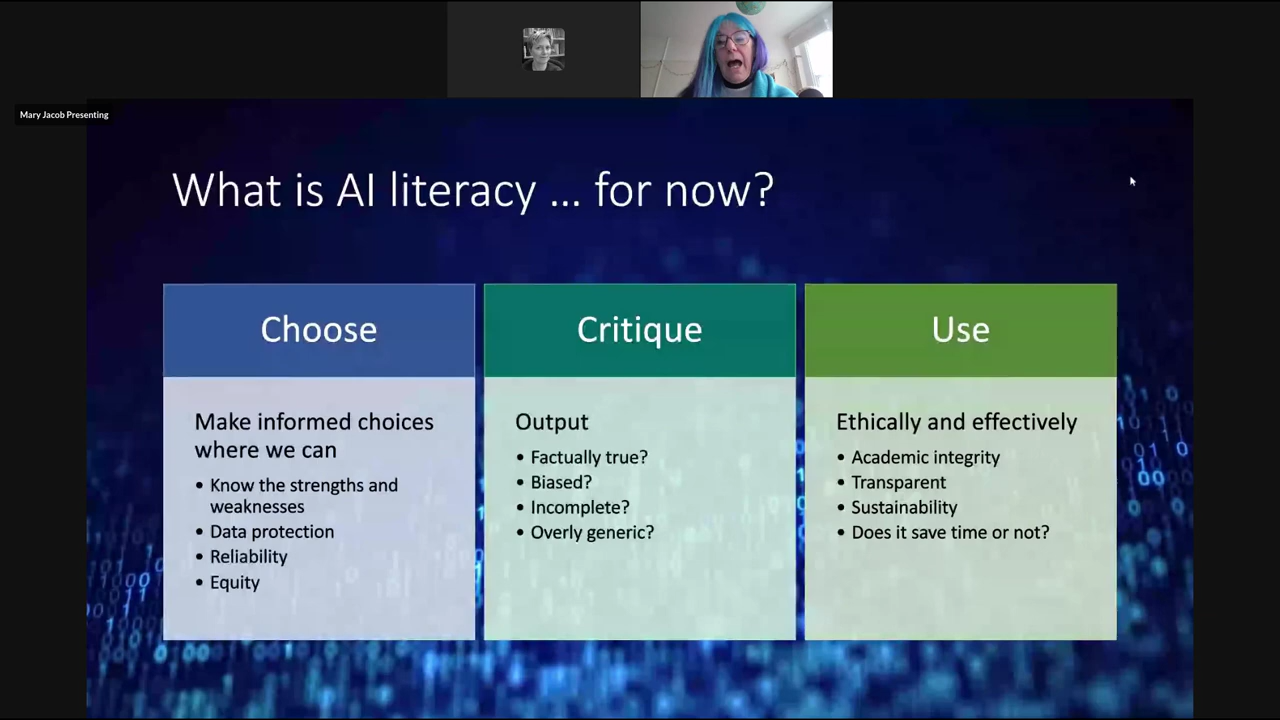 Mary Jacob Presenting
What is AI literacy ... for now?
Choose
Make informed choices
where we can
• Know the strengths and
weaknesses
• Data protection
• Reliability
• Equity
Critique
Output
• Factually true?
• Biased?
• Incomplete?
• Overly generic?
Use
Ethically and effectively
• Academic integrity
• Transparent
• Sustainability
• Does it save time or not?